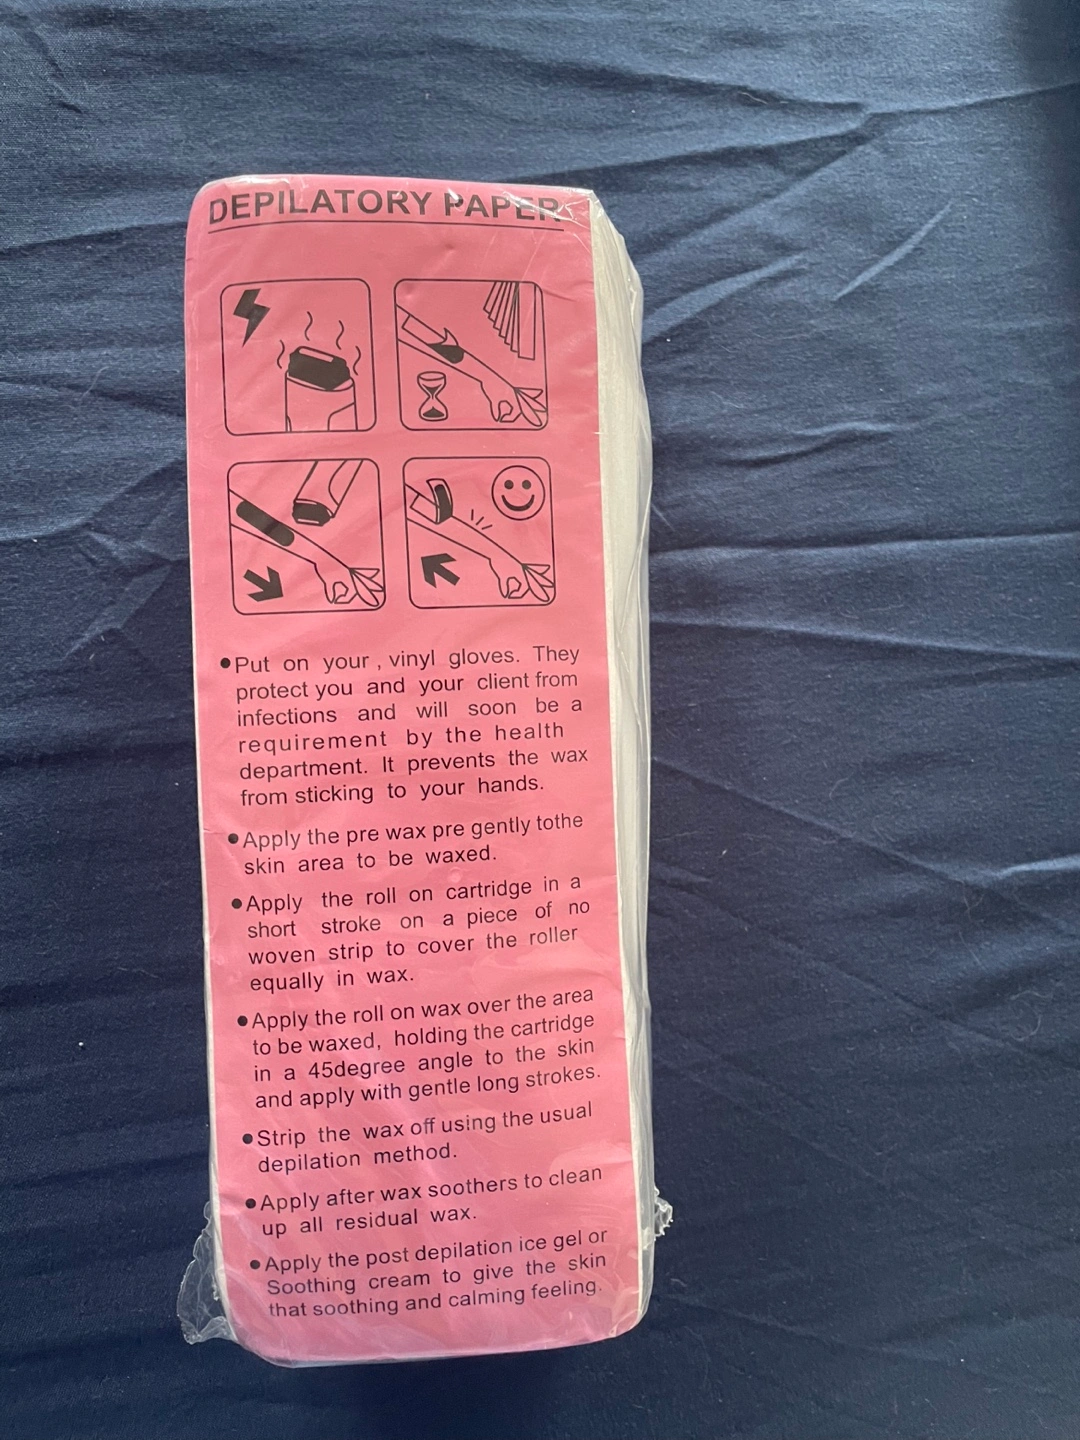 DEPILATORY PAPER
●Put on your , vinyl gloves. They
protect you and your client from
infections and will soon be a
requirement by the health
department. It prevents the wax
from sticking to your hands.
●Apply the pre wax pre gently tothe
skin area to be waxed.
●Apply the roll on cartridge in a
short stroke on a piece of no
woven strip to cover the roller
equally in wax.
●Apply the roll on wax over the area
to be waxed, holding the cartridge
in a 45degree angle to the skin
and apply with gentle long strokes.
●Strip the wax off using the usual
depilation method.
●Apply after wax soothers to clean
up all residual wax.
●Apply the post depilation ice gel or
Soothing cream to give the skin
that soothing and calming feeling.